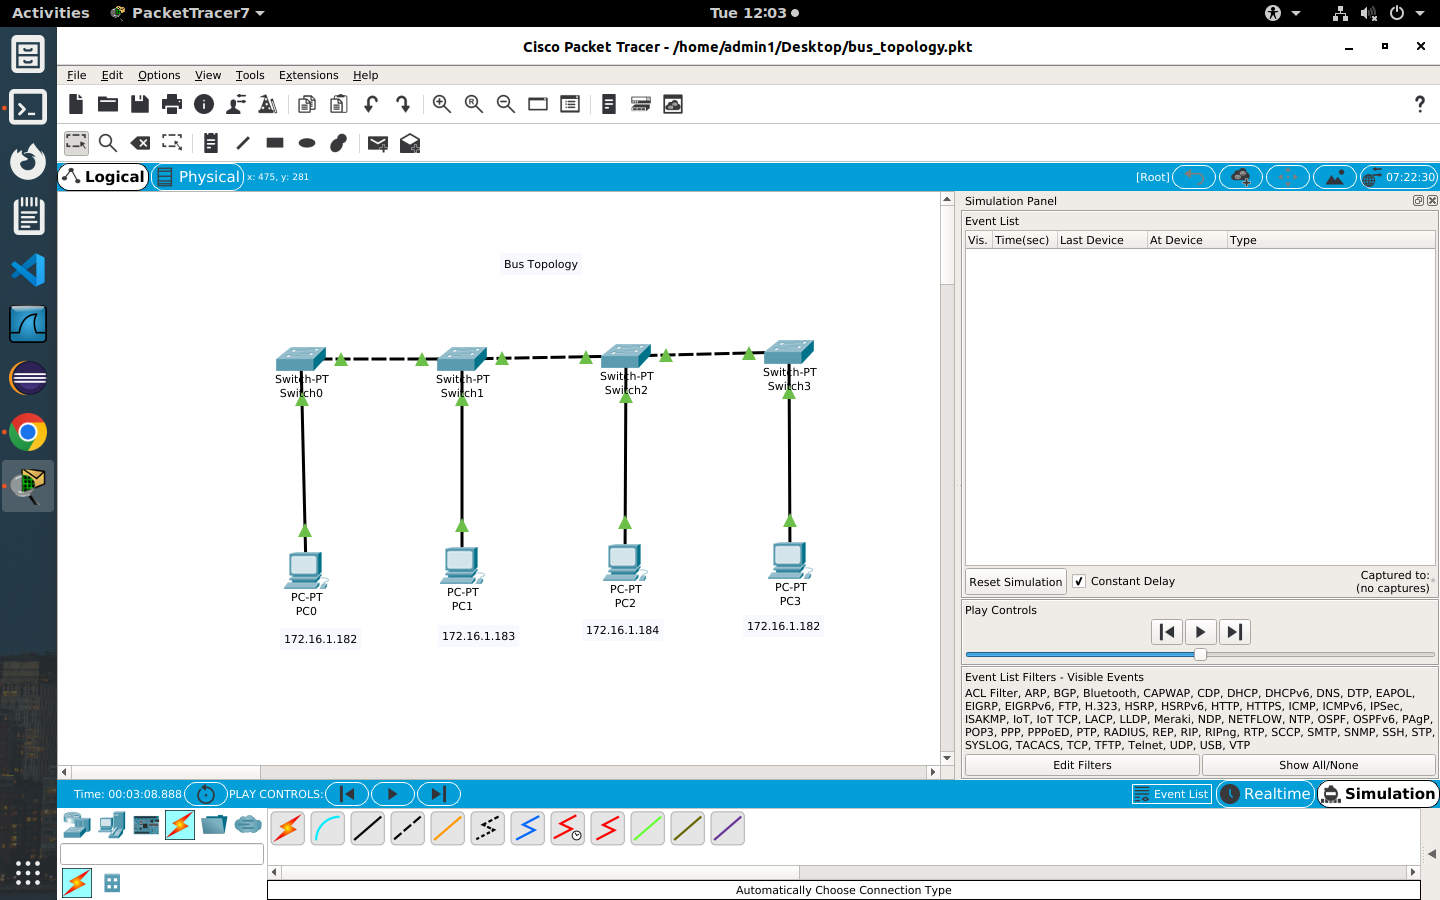 Activities PacketTracer7 Tue 12:03
Cisco Packet Tracer - /home/admin1/Desktop/bus_topology.pkt
File Edit Options View Tools Extensions Help
Logical Physical x: 475, y: 281 [Root] 07:22:30
Simulation Panel
Event List
Vis. Time(sec) Last Device At Device Type
Bus Topology
Switch-PT
Switch0
Switch-PT
Switch1
Switch-PT
Switch2
Switch-PT
Switch3
PC-PT
PC0
PC-PT
PC1
PC-PT
PC2
PC-PT
PC3
172.16.1.182
172.16.1.183
172.16.1.184
172.16.1.182
Reset Simulation Constant Delay Captured to:
(no captures)
Play Controls
Event List Filters - Visible Events
ACL Filter, ARP, BGP, Bluetooth, CAPWAP, CDP, DHCP, DHCPv6, DNS, DTP, EAPOL,
EIGRP, EIGRPv6, FTP, H.323, HSRP, HSRPv6, HTTP, HTTPS, ICMP, ICMPv6, IPSec,
ISAKMP, IoT, IoT TCP, LACP, LLDP, Meraki, NDP, NETFLOW, NTP, OSPF, OSPFv6, PAgP,
POP3, PPP, PPPoED, PTP, RADIUS, REP, RIP, RIPng, RTP, SCCP, SMTP, SNMP, SSH, STP,
SYSLOG, TACACS, TCP, TFTP, Telnet, UDP, USB, VTP
Edit Filters Show All/None
Time: 00:03:08.888 PLAY CONTROLS: Event List Realtime Simulation
Automatically Choose Connection Type